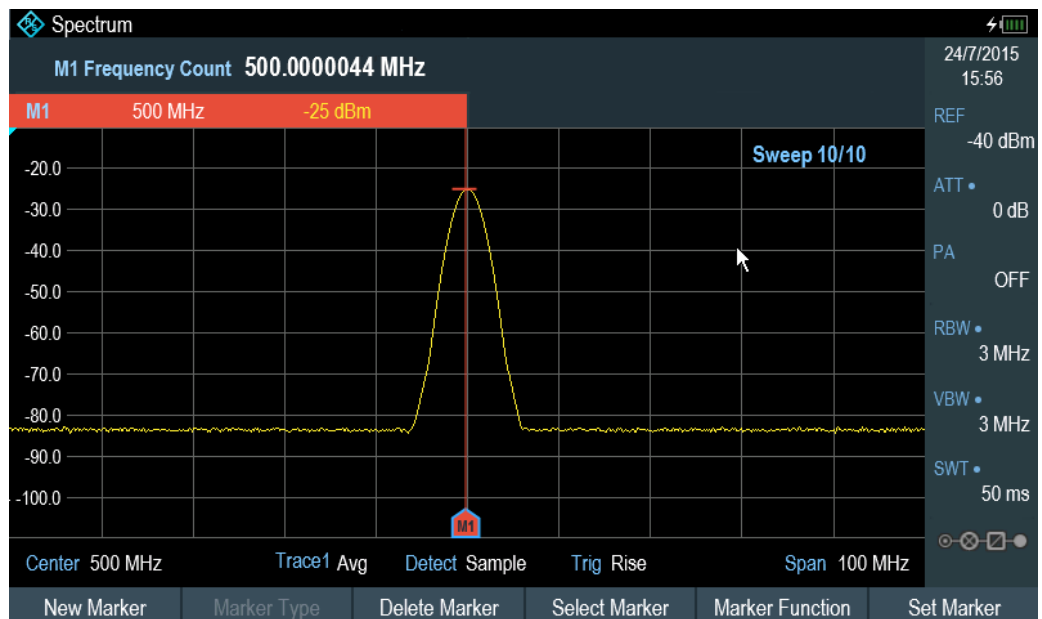 Spectrum
M1 Frequency Count 500.0000044 MHz
24/7/2015
15:56
M1 500 MHz -25 dBm
REF
-40 dBm
ATT
0 dB
PA
OFF
RBW
3 MHz
VBW
3 MHz
SWT
50 ms
Sweep 10/10
-20.0
-30.0
-40.0
-50.0
-60.0
-70.0
-80.0
-90.0
-100.0
M1
Center 500 MHz Trace1 Avg Detect Sample Trig Rise Span 100 MHz
New Marker Marker Type Delete Marker Select Marker Marker Function Set Marker